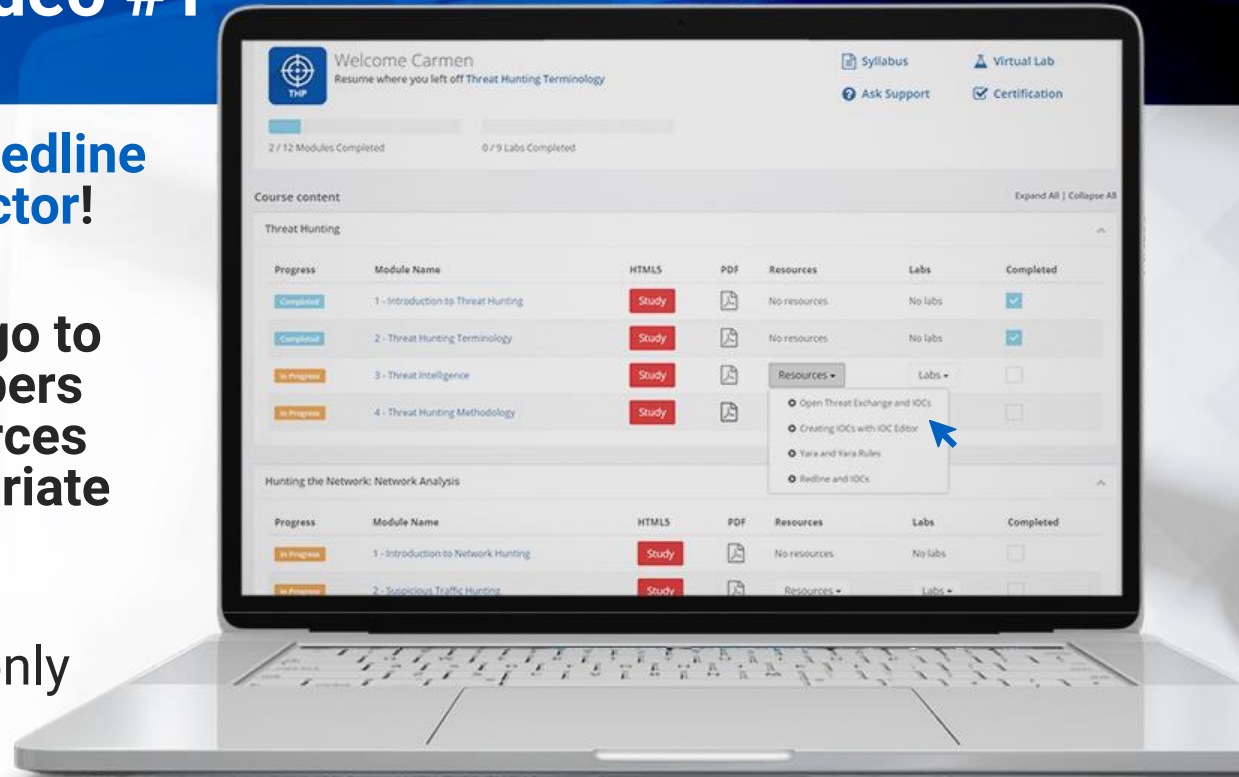 #1
Welcome Carmen
Resume where you left off Threat Hunting Terminology
THP
Syllabus
Virtual Lab
Ask Support
Certification
2 / 12 Modules Completed
0 / 9 Labs Completed
edline
ctor!
Course content
Expand All | Collapse All
Threat Hunting
Progress Module Name HTML5 PDF Resources Labs Completed
Completed 1 - Introduction to Threat Hunting Study No resources No labs
Completed 2 - Threat Hunting Terminology Study No resources No labs
In Progress 3 - Threat Intelligence Study Resources Labs
In Progress 4 - Threat Hunting Methodology Study
Open Threat Exchange and IOCs
Creating IOCs with IOC Editor
Yara and Yara Rules
Redline and IOCs
go to
bers
rces
riate
Hunting the Network: Network Analysis
Progress Module Name HTML5 PDF Resources Labs Completed
In Progress 1 - Introduction to Network Hunting Study No resources No labs
In Progress 2 - Suspicious Traffic Hunting Study Resources Labs
only